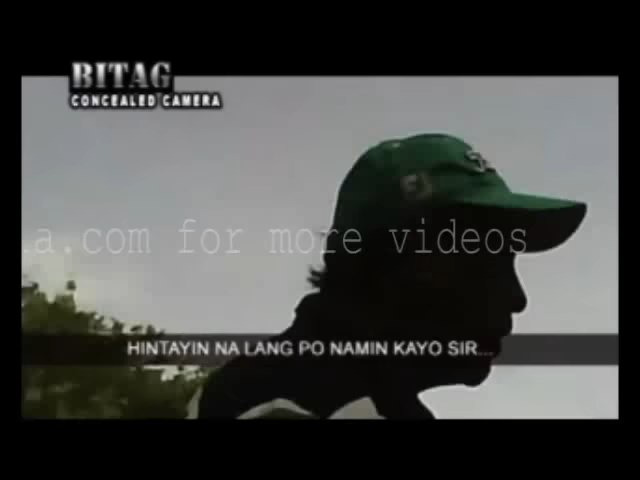 BITAG
CONCEALED CAMERA
a.com for more videos
HINTAYIN NA LANG PO NAMIN KAYO SIR...